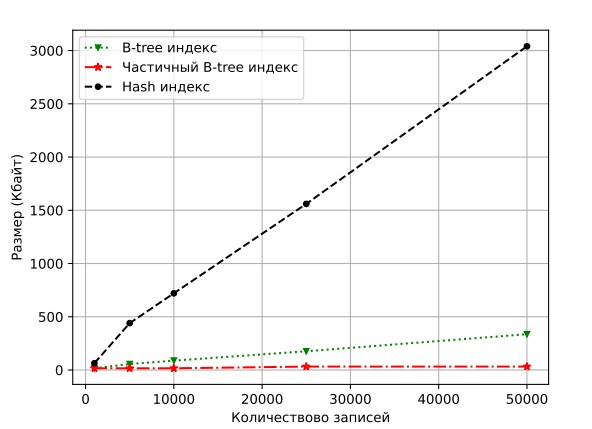 B-tree индекс
Частичный B-tree индекс
Hash индекс
3000
2500
2000
1500
1000
500
0
Размер (Кбайт)
0 10000 20000 30000 40000 50000
Количествово записей